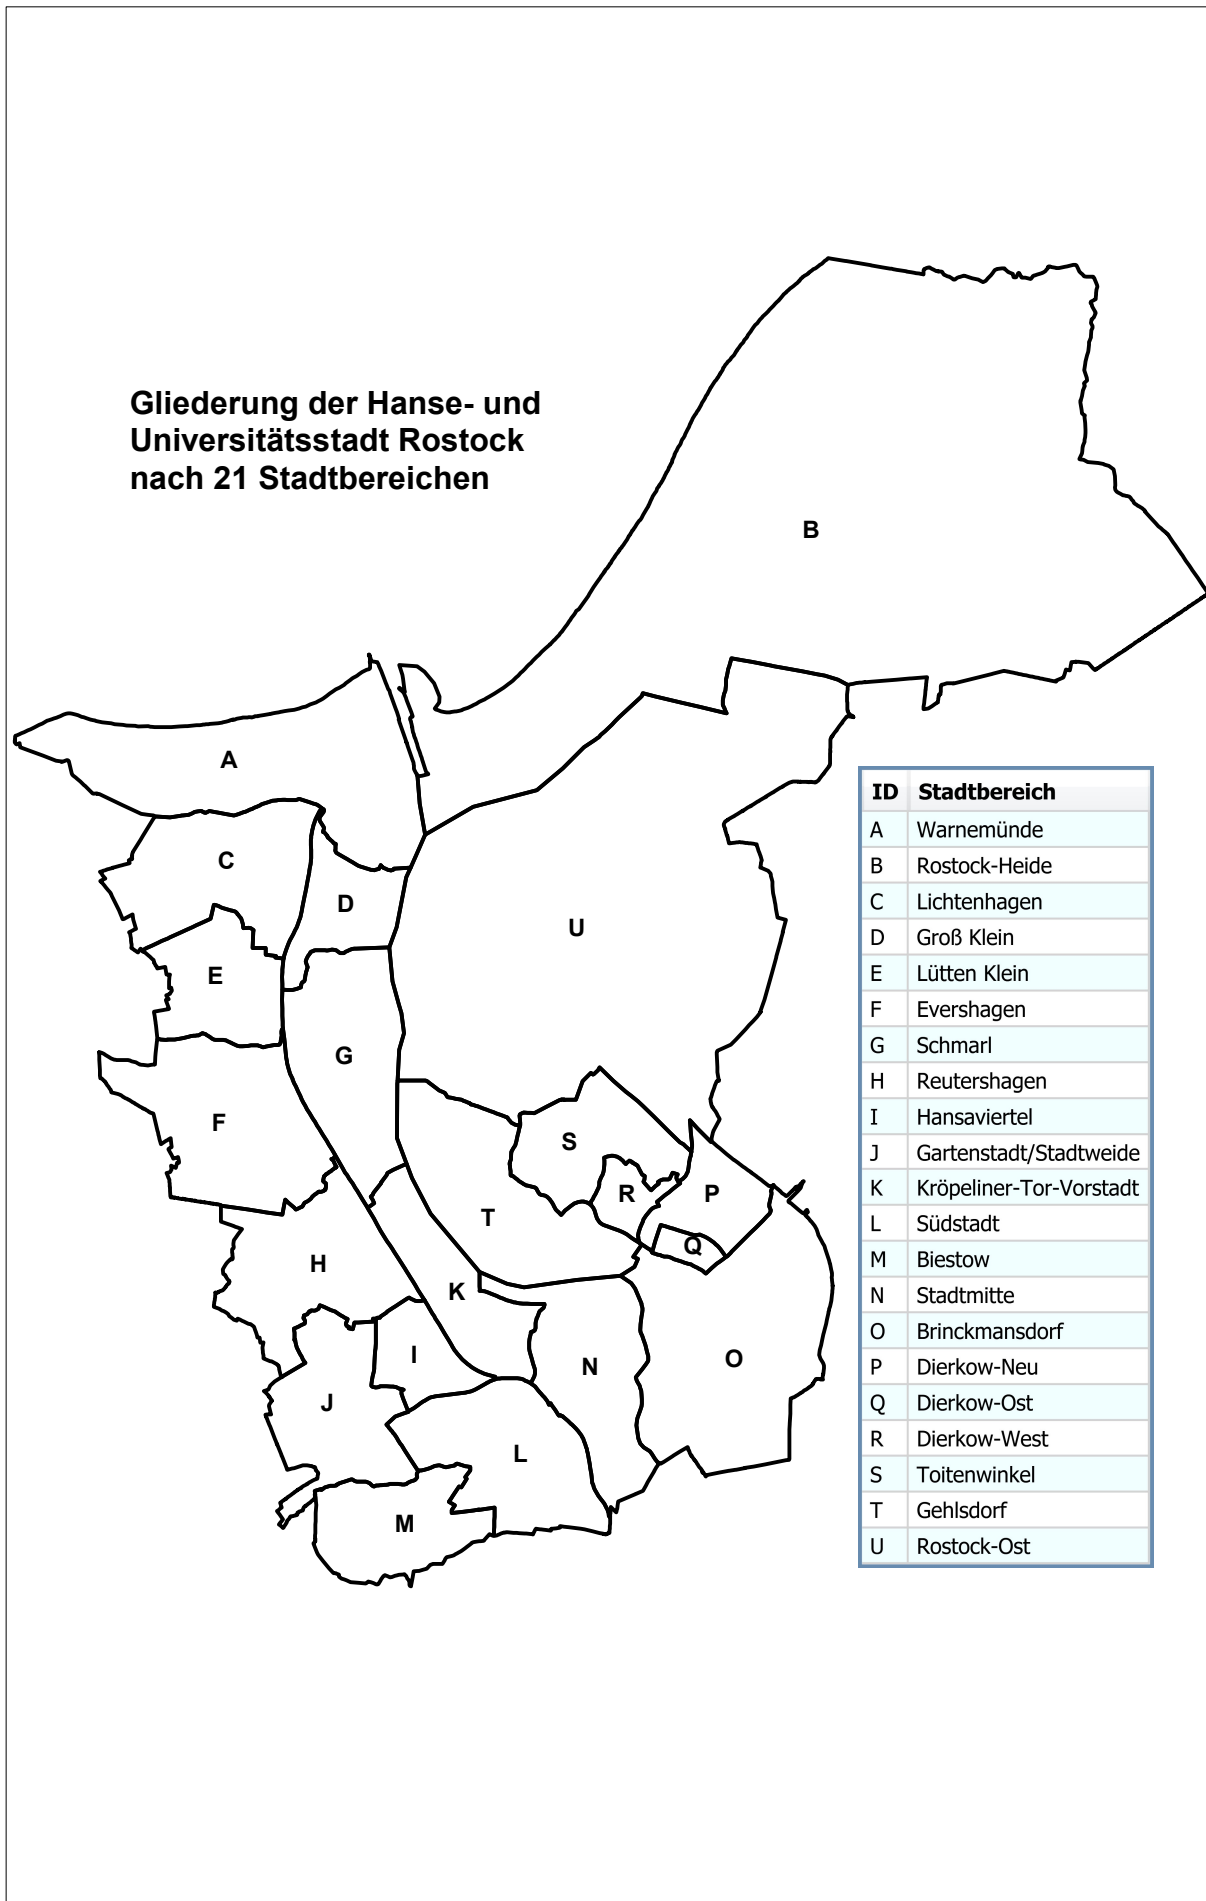 Gliederung der Hanse- und
Universitätsstadt Rostock
nach 21 Stadtbereichen
B
A
C
D
U
E
G
F
S
R
P
T
Q
H
K
I
O
N
J
L
M
ID Stadtbereich
A Warnemünde
B Rostock-Heide
C Lichtenhagen
D Groß Klein
E Lütten Klein
F Evershagen
G Schmarl
H Reutershagen
I Hansaviertel
J Gartenstadt/Stadtweide
K Kröpeliner-Tor-Vorstadt
L Südstadt
M Biestow
N Stadtmitte
O Brinckmansdorf
P Dierkow-Neu
Q Dierkow-Ost
R Dierkow-West
S Toitenwinkel
T Gehlsdorf
U Rostock-Ost